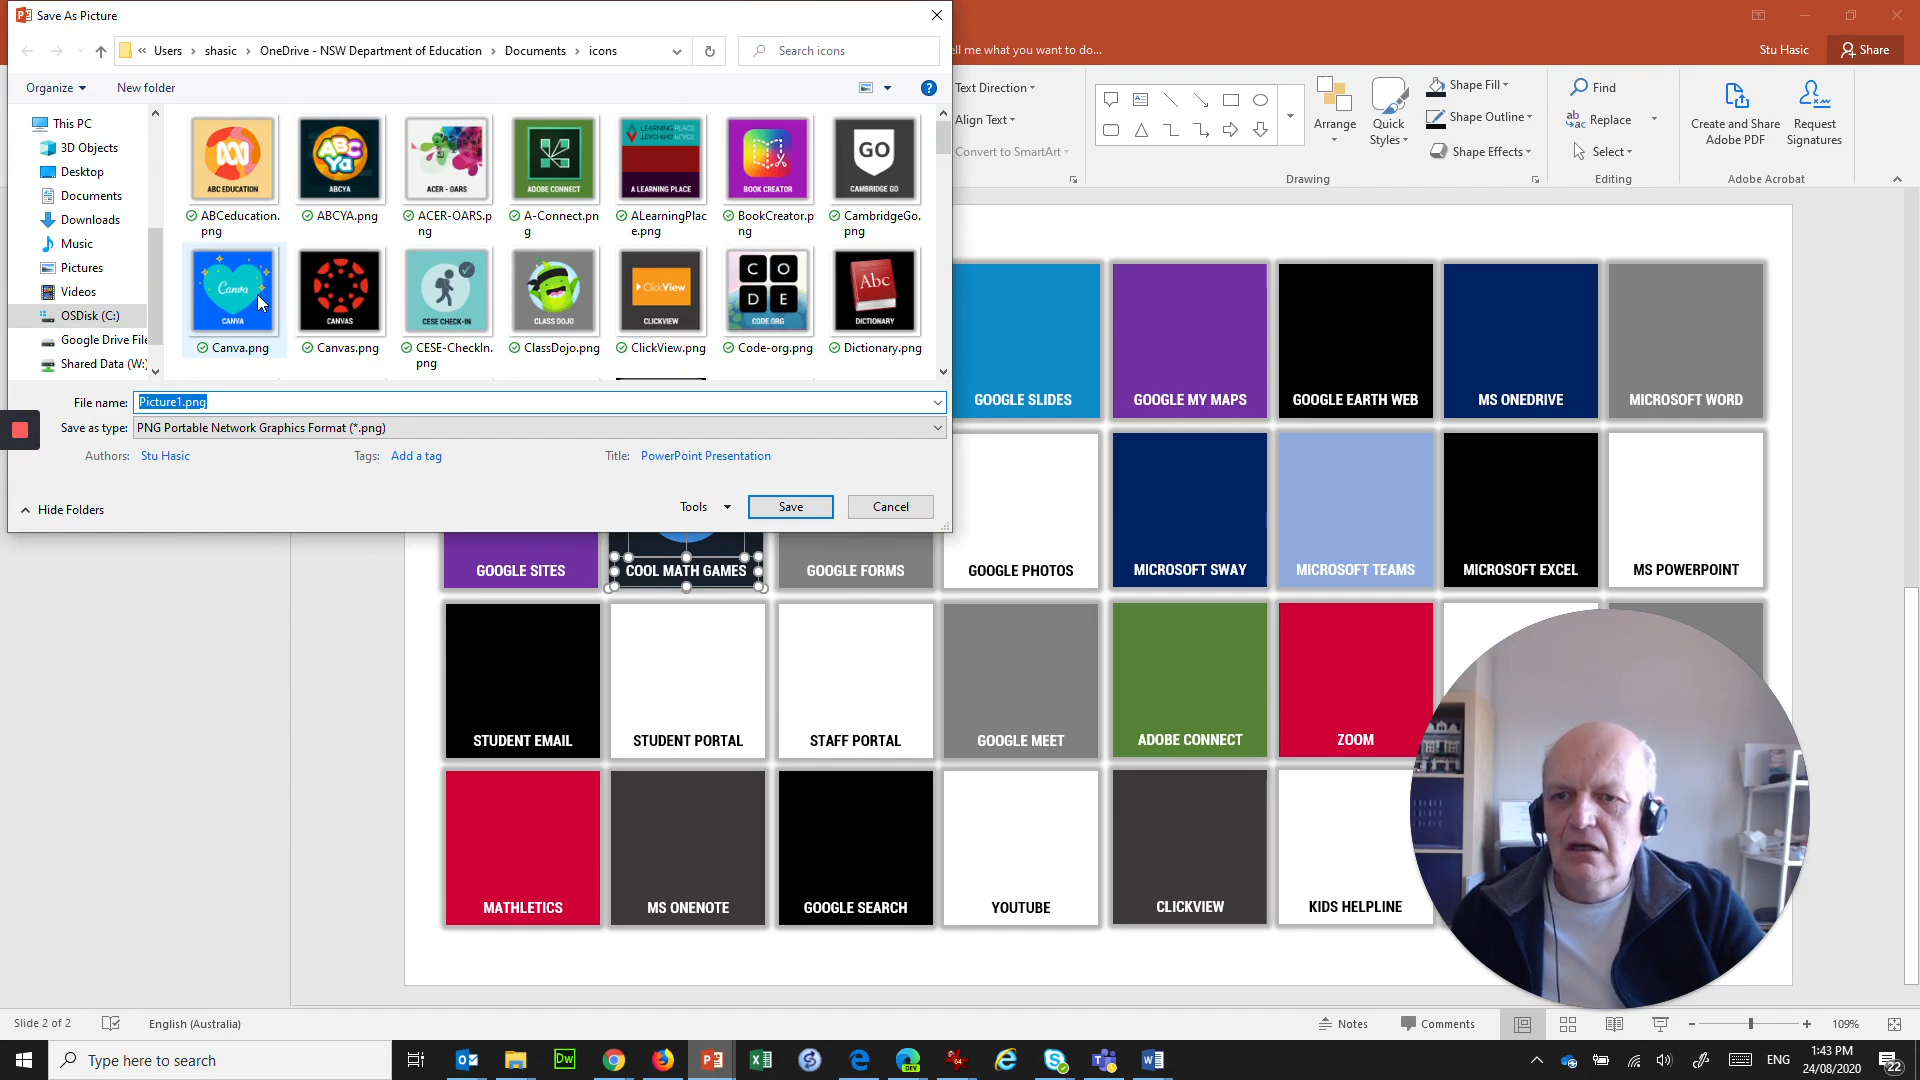 Save As Picture
« Users › shasic › OneDrive - NSW Department of Education › Documents › icons
Search icons
Organize
New folder
This PC
3D Objects
Desktop
Documents
Downloads
Music
Pictures
Videos
OSDisk (C:)
Google Drive File
Shared Data (W:)
ABC EDUCATION
ABCYA
ACER - OARS
ADOBE CONNECT
LEARNING PLACE
A LEARNING PLACE
BOOK CREATOR
GO
CAMBRIDGE GO
ABCeducation.png
ABCYA.png
ACER-OARS.png
A-Connect.png
ALearningPlace.png
BookCreator.png
CambridgeGo.png
Canva
CANVA
CANVAS
CESE CHECK-IN
CLASS DOJO
ClickView
CLICKVIEW
CODE
CODE.ORG
Abc
DICTIONARY
Canva.png
Canvas.png
CESE-CheckIn.png
ClassDojo.png
ClickView.png
Code-org.png
Dictionary.png
File name: Picture1.png
Save as type: PNG Portable Network Graphics Format (*.png)
Authors: Stu Hasic
Tags: Add a tag
Title: PowerPoint Presentation
Hide Folders
Tools
Save
Cancel
ell me what you want to do...
Stu Hasic
Share
Text Direction
Align Text
Convert to SmartArt
Arrange
Quick Styles
Shape Fill
Shape Outline
Shape Effects
Drawing
Find
Replace
Select
Editing
Create and Share Adobe PDF
Request Signatures
Adobe Acrobat
GOOGLE SLIDES
GOOGLE MY MAPS
GOOGLE EARTH WEB
MS ONEDRIVE
MICROSOFT WORD
GOOGLE SITES
COOL MATH GAMES
GOOGLE FORMS
GOOGLE PHOTOS
MICROSOFT SWAY
MICROSOFT TEAMS
MICROSOFT EXCEL
MS POWERPOINT
STUDENT EMAIL
STUDENT PORTAL
STAFF PORTAL
GOOGLE MEET
ADOBE CONNECT
ZOOM
MATHLETICS
MS ONENOTE
GOOGLE SEARCH
YOUTUBE
CLICKVIEW
KIDS HELPLINE
Slide 2 of 2
English (Australia)
Notes
Comments
109%
Type here to search
Dw
DEV
ENG
1:43 PM
24/08/2020
22